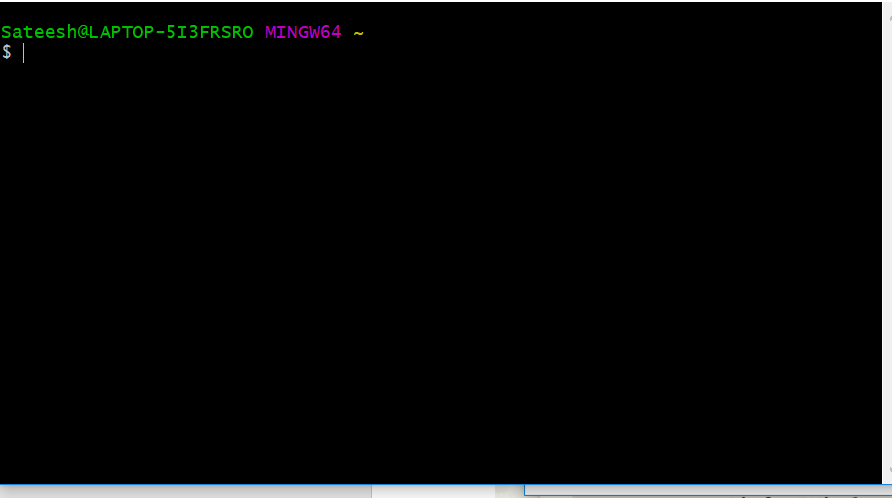 Sateesh@LAPTOP-5I3FRSRO MINGW64 ~
$